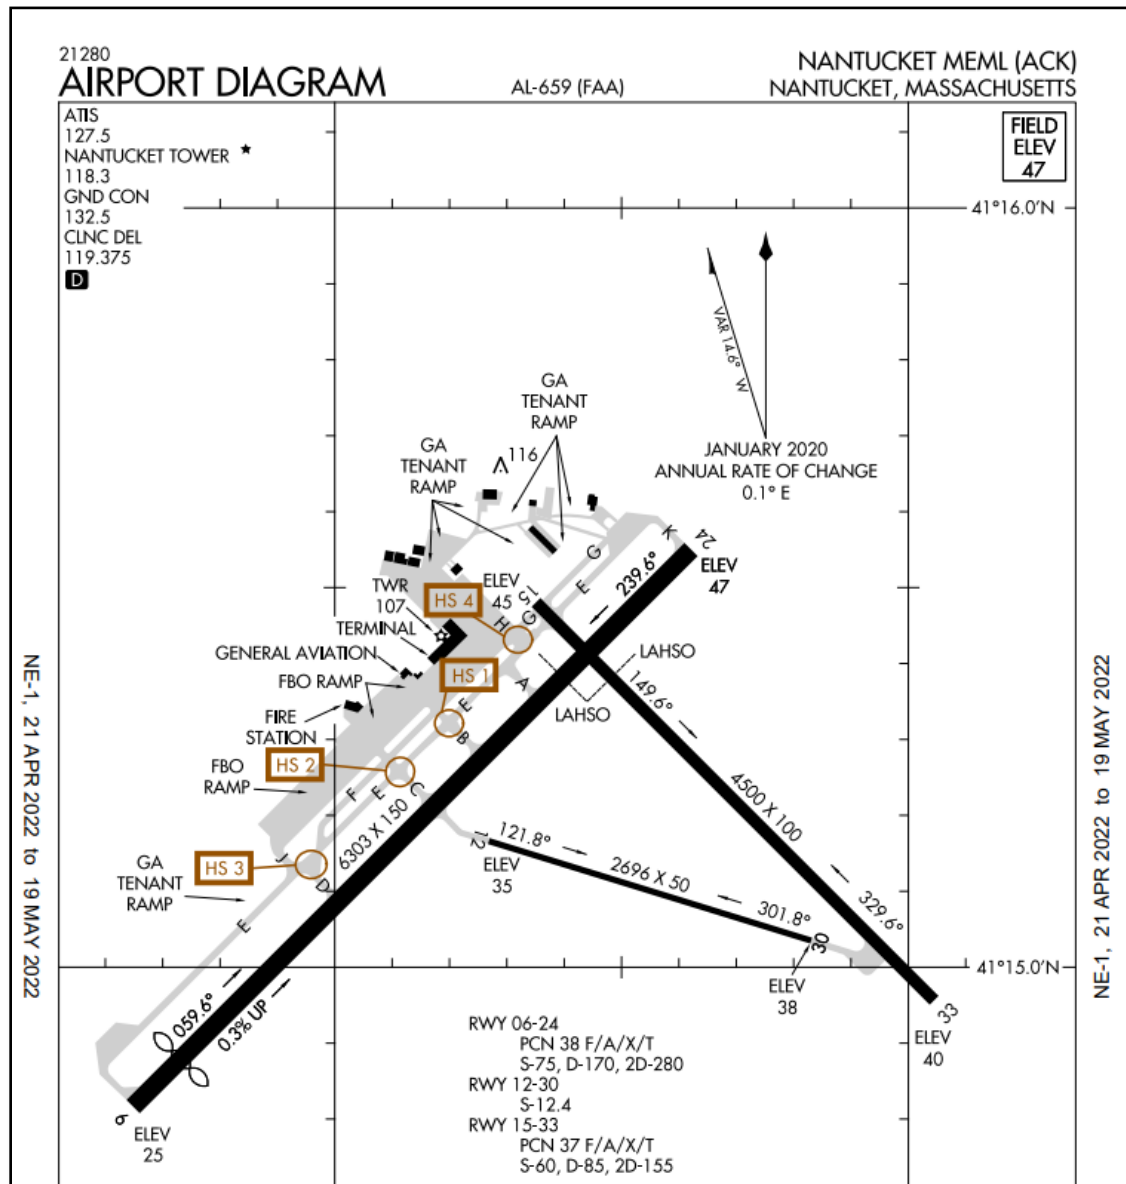 21280
AIRPORT DIAGRAM
AL-659 (FAA)
NANTUCKET MEML (ACK)
NANTUCKET, MASSACHUSETTS
ATIS
127.5
NANTUCKET TOWER ★
118.3
GND CON
132.5
CLNC DEL
119.375
D
FIELD
ELEV
47
41°16.0'N
VAR 14.6° W
JANUARY 2020
ANNUAL RATE OF CHANGE
0.1° E
GA
TENANT
RAMP
GA
TENANT
RAMP
116
TWR
107
TERMINAL
GENERAL AVIATION
FBO RAMP
FIRE
STATION
FBO
RAMP
GA
TENANT
RAMP
HS 4
HS 1
HS 2
HS 3
ELEV
45
15
H
G
G
E
K
24
ELEV
47
239.6°
A
E
B
C
E
F
J
D
E
LAHSO
LAHSO
149.6°
4500 X 100
329.6°
33
ELEV
40
6303 X 150
12
ELEV
35
121.8°
2696 X 50
301.8°
30
ELEV
38
41°15.0'N
059.6°
0.3% UP
6
ELEV
25
RWY 06-24
PCN 38 F/A/X/T
S-75, D-170, 2D-280
RWY 12-30
S-12.4
RWY 15-33
PCN 37 F/A/X/T
S-60, D-85, 2D-155
NE-1, 21 APR 2022 to 19 MAY 2022
NE-1, 21 APR 2022 to 19 MAY 2022